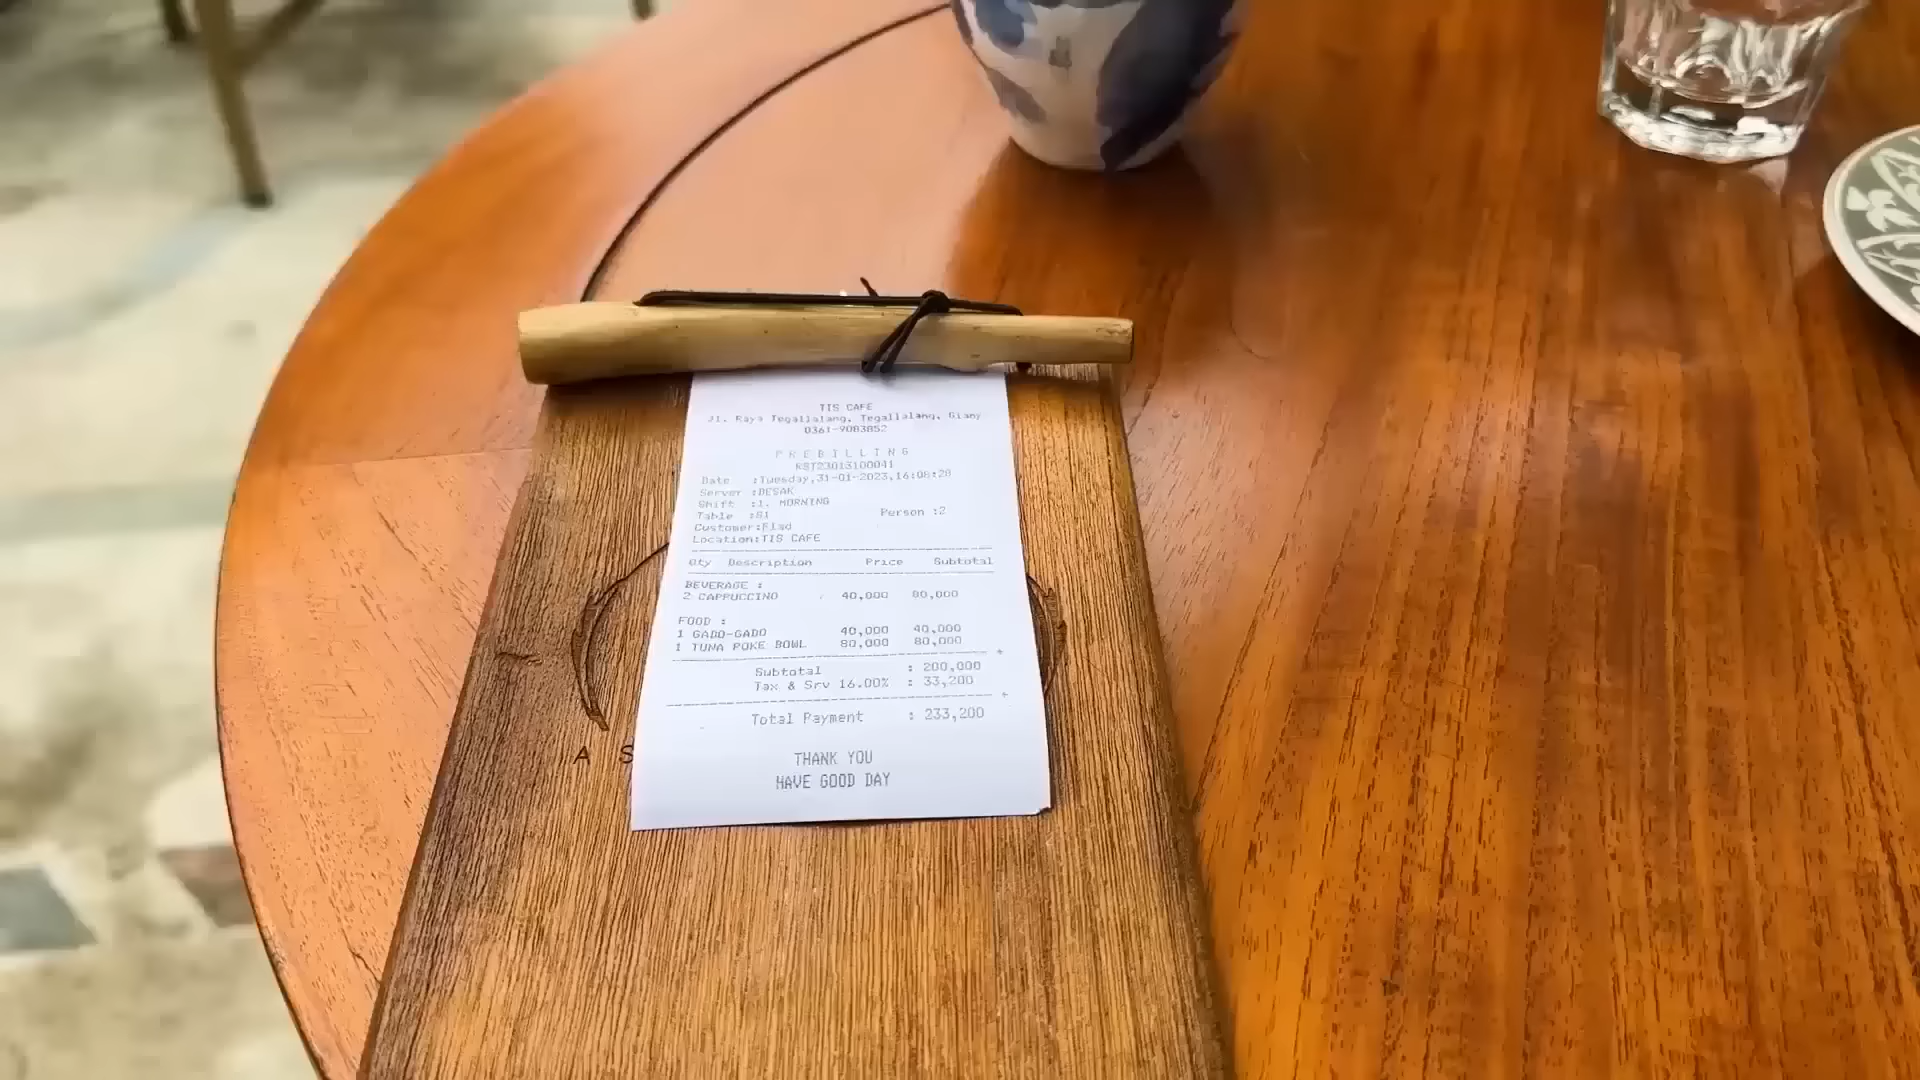 TIS CAFE
Jl. Raya Tegallalang, Tegallalang, Giany
0361-9083852
PREBILLING
RST23013100041
Date :Tuesday,31-01-2023,16:08:28
Server :DESAK
Shift :1. MORNING
Table :81 Person :2
Customer:Flad
Location:TIS CAFE
Qty Description Price Subtotal
BEVERAGE :
2 CAPPUCCINO 40,000 80,000
FOOD :
1 GADO-GADO 40,000 40,000
1 TUNA POKE BOWL 80,000 80,000
Subtotal : 200,000
Tax & Srv 16.00% : 33,200
Total Payment : 233,200
THANK YOU
HAVE GOOD DAY
A S